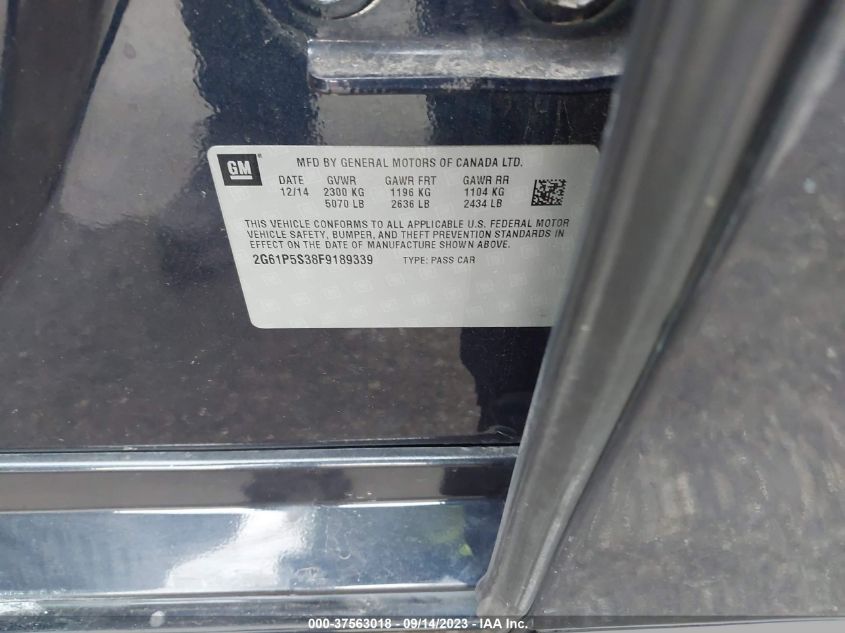 GM
MFD BY GENERAL MOTORS OF CANADA LTD.
DATE GVWR GAWR FRT GAWR RR
12/14 2300 KG 1196 KG 1104 KG
5070 LB 2636 LB 2434 LB
THIS VEHICLE CONFORMS TO ALL APPLICABLE U.S. FEDERAL MOTOR
VEHICLE SAFETY, BUMPER, AND THEFT PREVENTION STANDARDS IN
EFFECT ON THE DATE OF MANUFACTURE SHOWN ABOVE.
2G61P5S38F9189339 TYPE: PASS CAR
000-37563018 - 09/14/2023 - IAA Inc.